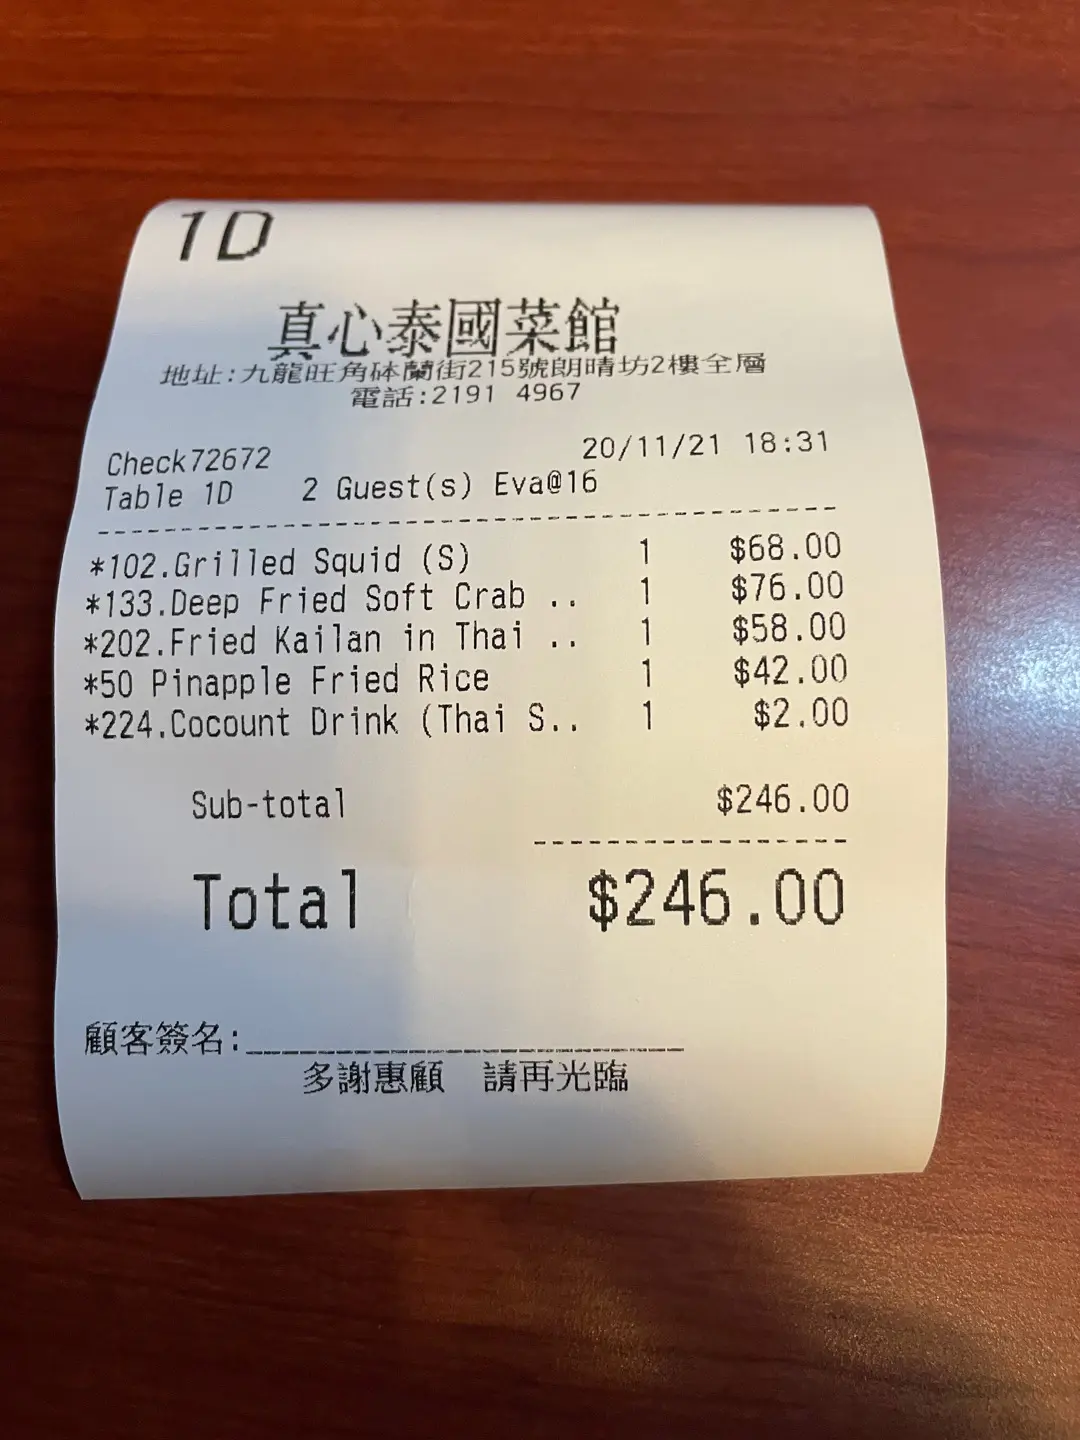 1D
真心泰國菜館
地址:九龍旺角砵蘭街215號朗晴坊2樓全層
電話:2191 4967
Check72672 20/11/21 18:31
Table 1D 2 Guest(s) Eva@16
*102.Grilled Squid (S) 1 $68.00
*133.Deep Fried Soft Crab .. 1 $76.00
*202.Fried Kailan in Thai .. 1 $58.00
*50 Pinapple Fried Rice 1 $42.00
*224.Cocount Drink (Thai S.. 1 $2.00
Sub-total $246.00
Total $246.00
顧客簽名:
多謝惠顧 請再光臨